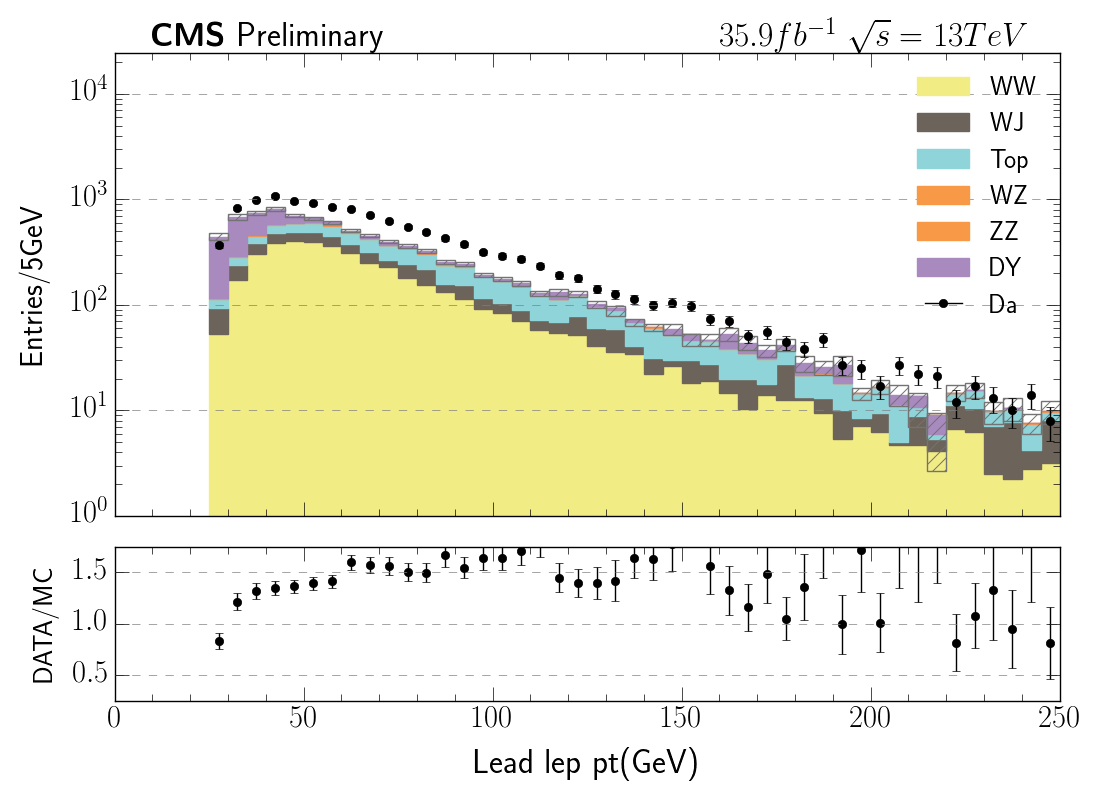 CMS Preliminary
35.9fb⁻¹ √s = 13TeV
Entries/5GeV
10⁴
10³
10²
10¹
10⁰
WW
WJ
Top
WZ
ZZ
DY
Da
DATA/MC
1.5
1.0
0.5
0 50 100 150 200 250
Lead lep pt(GeV)